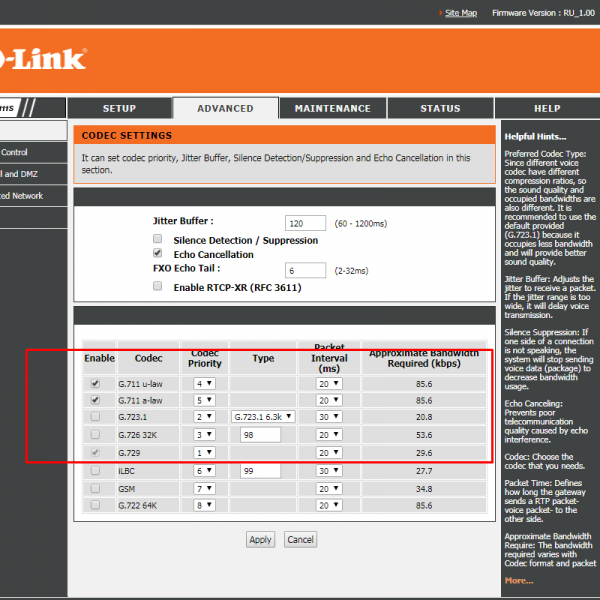 Site Map Firmware Version : RU_1.00
D-Link
SETUP ADVANCED MAINTENANCE STATUS HELP
Control
l and DMZ
ed Network
CODEC SETTINGS
It can set codec priority, Jitter Buffer, Silence Detection/Suppression and Echo Cancellation in this
section.
Jitter Buffer : 120 (60 - 1200ms)
Silence Detection / Suppression
Echo Cancellation
FXO Echo Tail : 6 (2-32ms)
Enable RTCP-XR (RFC 3611)
Enable Codec Codec Priority Type Packet Interval (ms) Approximate Bandwidth Required (kbps)
G.711 u-law 4 20 85.6
G.711 a-law 5 20 85.6
G.723.1 2 G.723.1 6.3k 30 20.8
G.726 32K 3 98 20 53.6
G.729 1 20 29.6
iLBC 6 99 30 27.7
GSM 7 20 34.8
G.722 64K 8 20 85.6
Apply Cancel
Helpful Hints...
Preferred Codec Type:
Since different voice
codec have different
compression ratios, so
the sound quality and
occupied bandwidths are
also different. It is
recommended to use the
default provided
(G.723.1) because it
occupies less bandwidth
and will provide better
sound quality.
Jitter Buffer: Adjusts the
jitter to receive a packet.
If the jitter range is too
wide, it will delay voice
transmission.
Silence Suppression: If
one side of a connection
is not speaking, the
system will stop sending
voice data (package) to
decrease bandwidth
usage.
Echo Canceling:
Prevents poor
telecommunication
quality caused by echo
interference.
Codec: Choose the
codec that you needs.
Packet Time: Defines
how long the gateway
sends a RTP packet-
voice packet- to the
other side.
Approximate Bandwidth
Require: The bandwidth
required varies with
Codec format and packet
More...